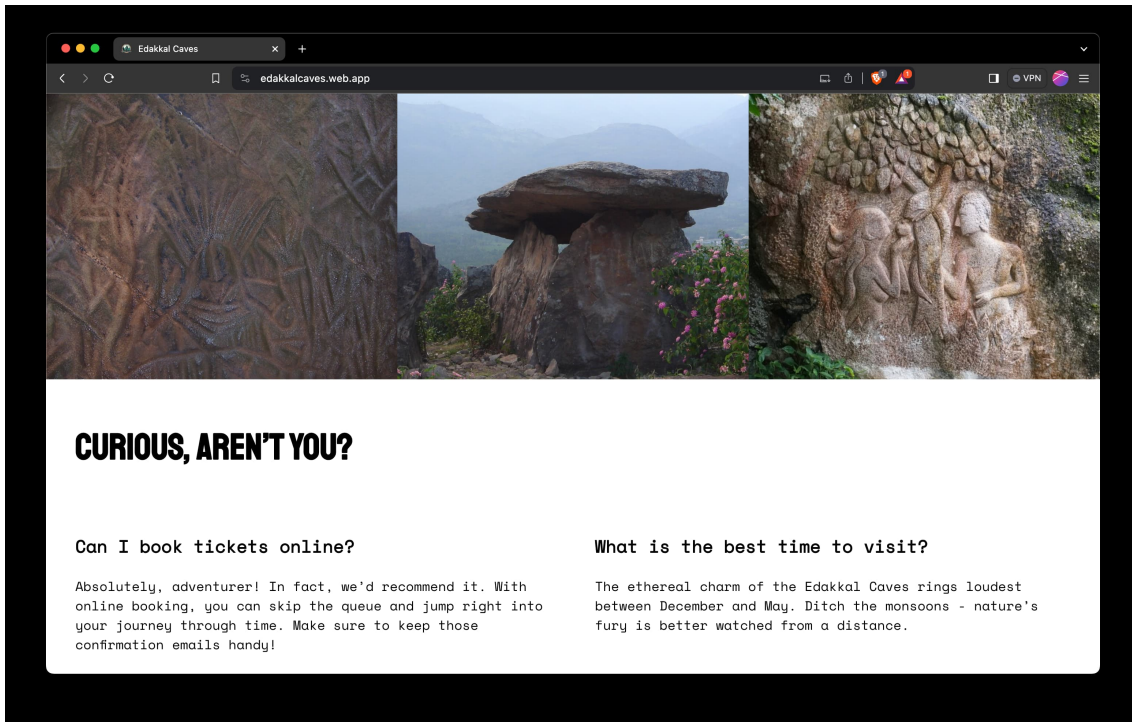 Edakkal Caves
edakkalcaves.web.app
1
1
VPN
CURIOUS, AREN'T YOU?
Can I book tickets online?
Absolutely, adventurer! In fact, we'd recommend it. With
online booking, you can skip the queue and jump right into
your journey through time. Make sure to keep those
confirmation emails handy!
What is the best time to visit?
The ethereal charm of the Edakkal Caves rings loudest
between December and May. Ditch the monsoons - nature's
fury is better watched from a distance.